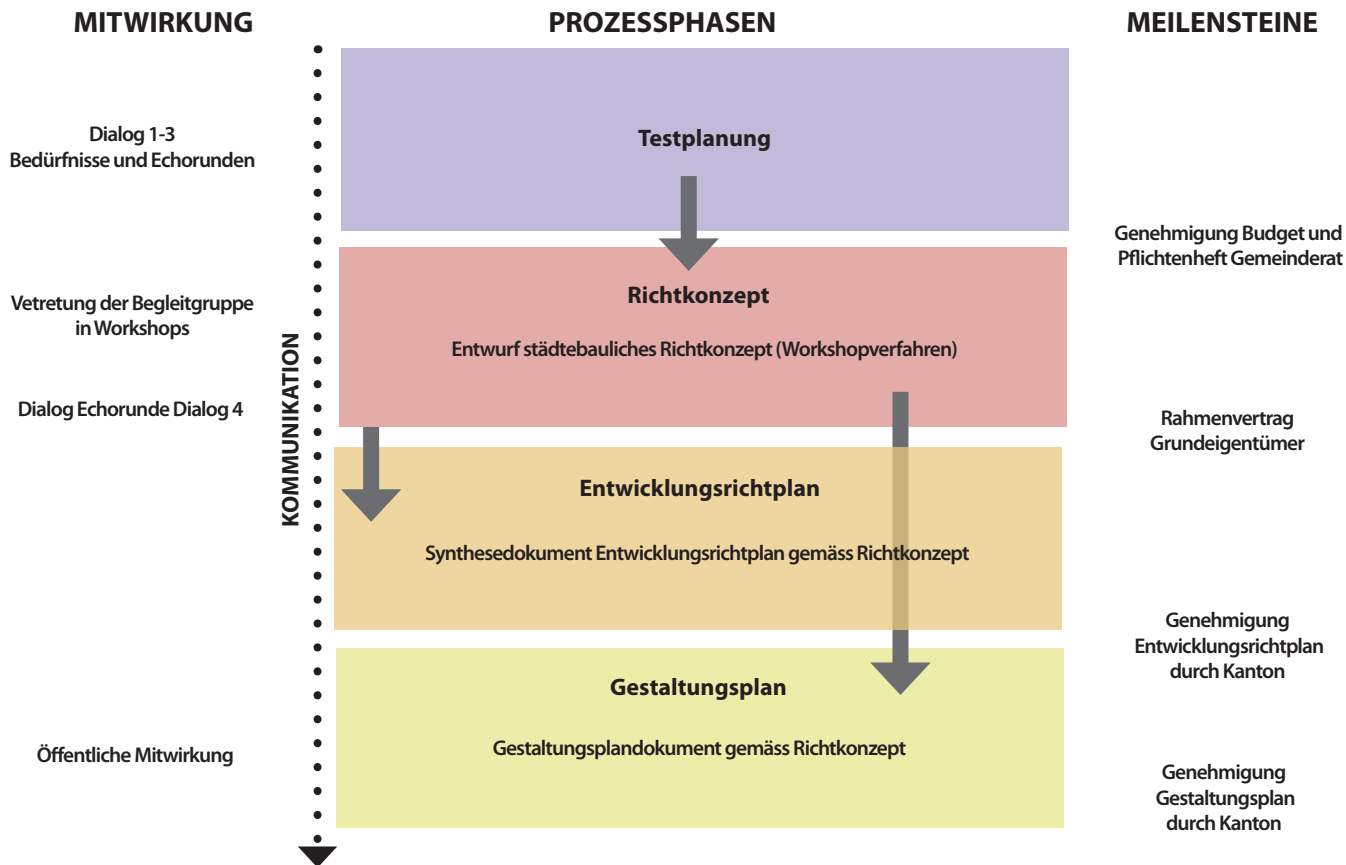 MITWIRKUNG
PROZESSPHASEN
MEILENSTEINE
Dialog 1-3
Bedürfnisse und Echorunden
Testplanung
Genehmigung Budget und
Pflichtenheft Gemeinderat
Vetretung der Begleitgruppe
in Workshops
Richtkonzept
Entwurf städtebauliches Richtkonzept (Workshopverfahren)
KOMMUNIKATION
Dialog Echorunde Dialog 4
Rahmenvertrag
Grundeigentümer
Entwicklungsrichtplan
Synthesedokument Entwicklungsrichtplan gemäss Richtkonzept
Genehmigung
Entwicklungsrichtplan
durch Kanton
Gestaltungsplan
Gestaltungsplandokument gemäss Richtkonzept
Öffentliche Mitwirkung
Genehmigung
Gestaltungsplan
durch Kanton